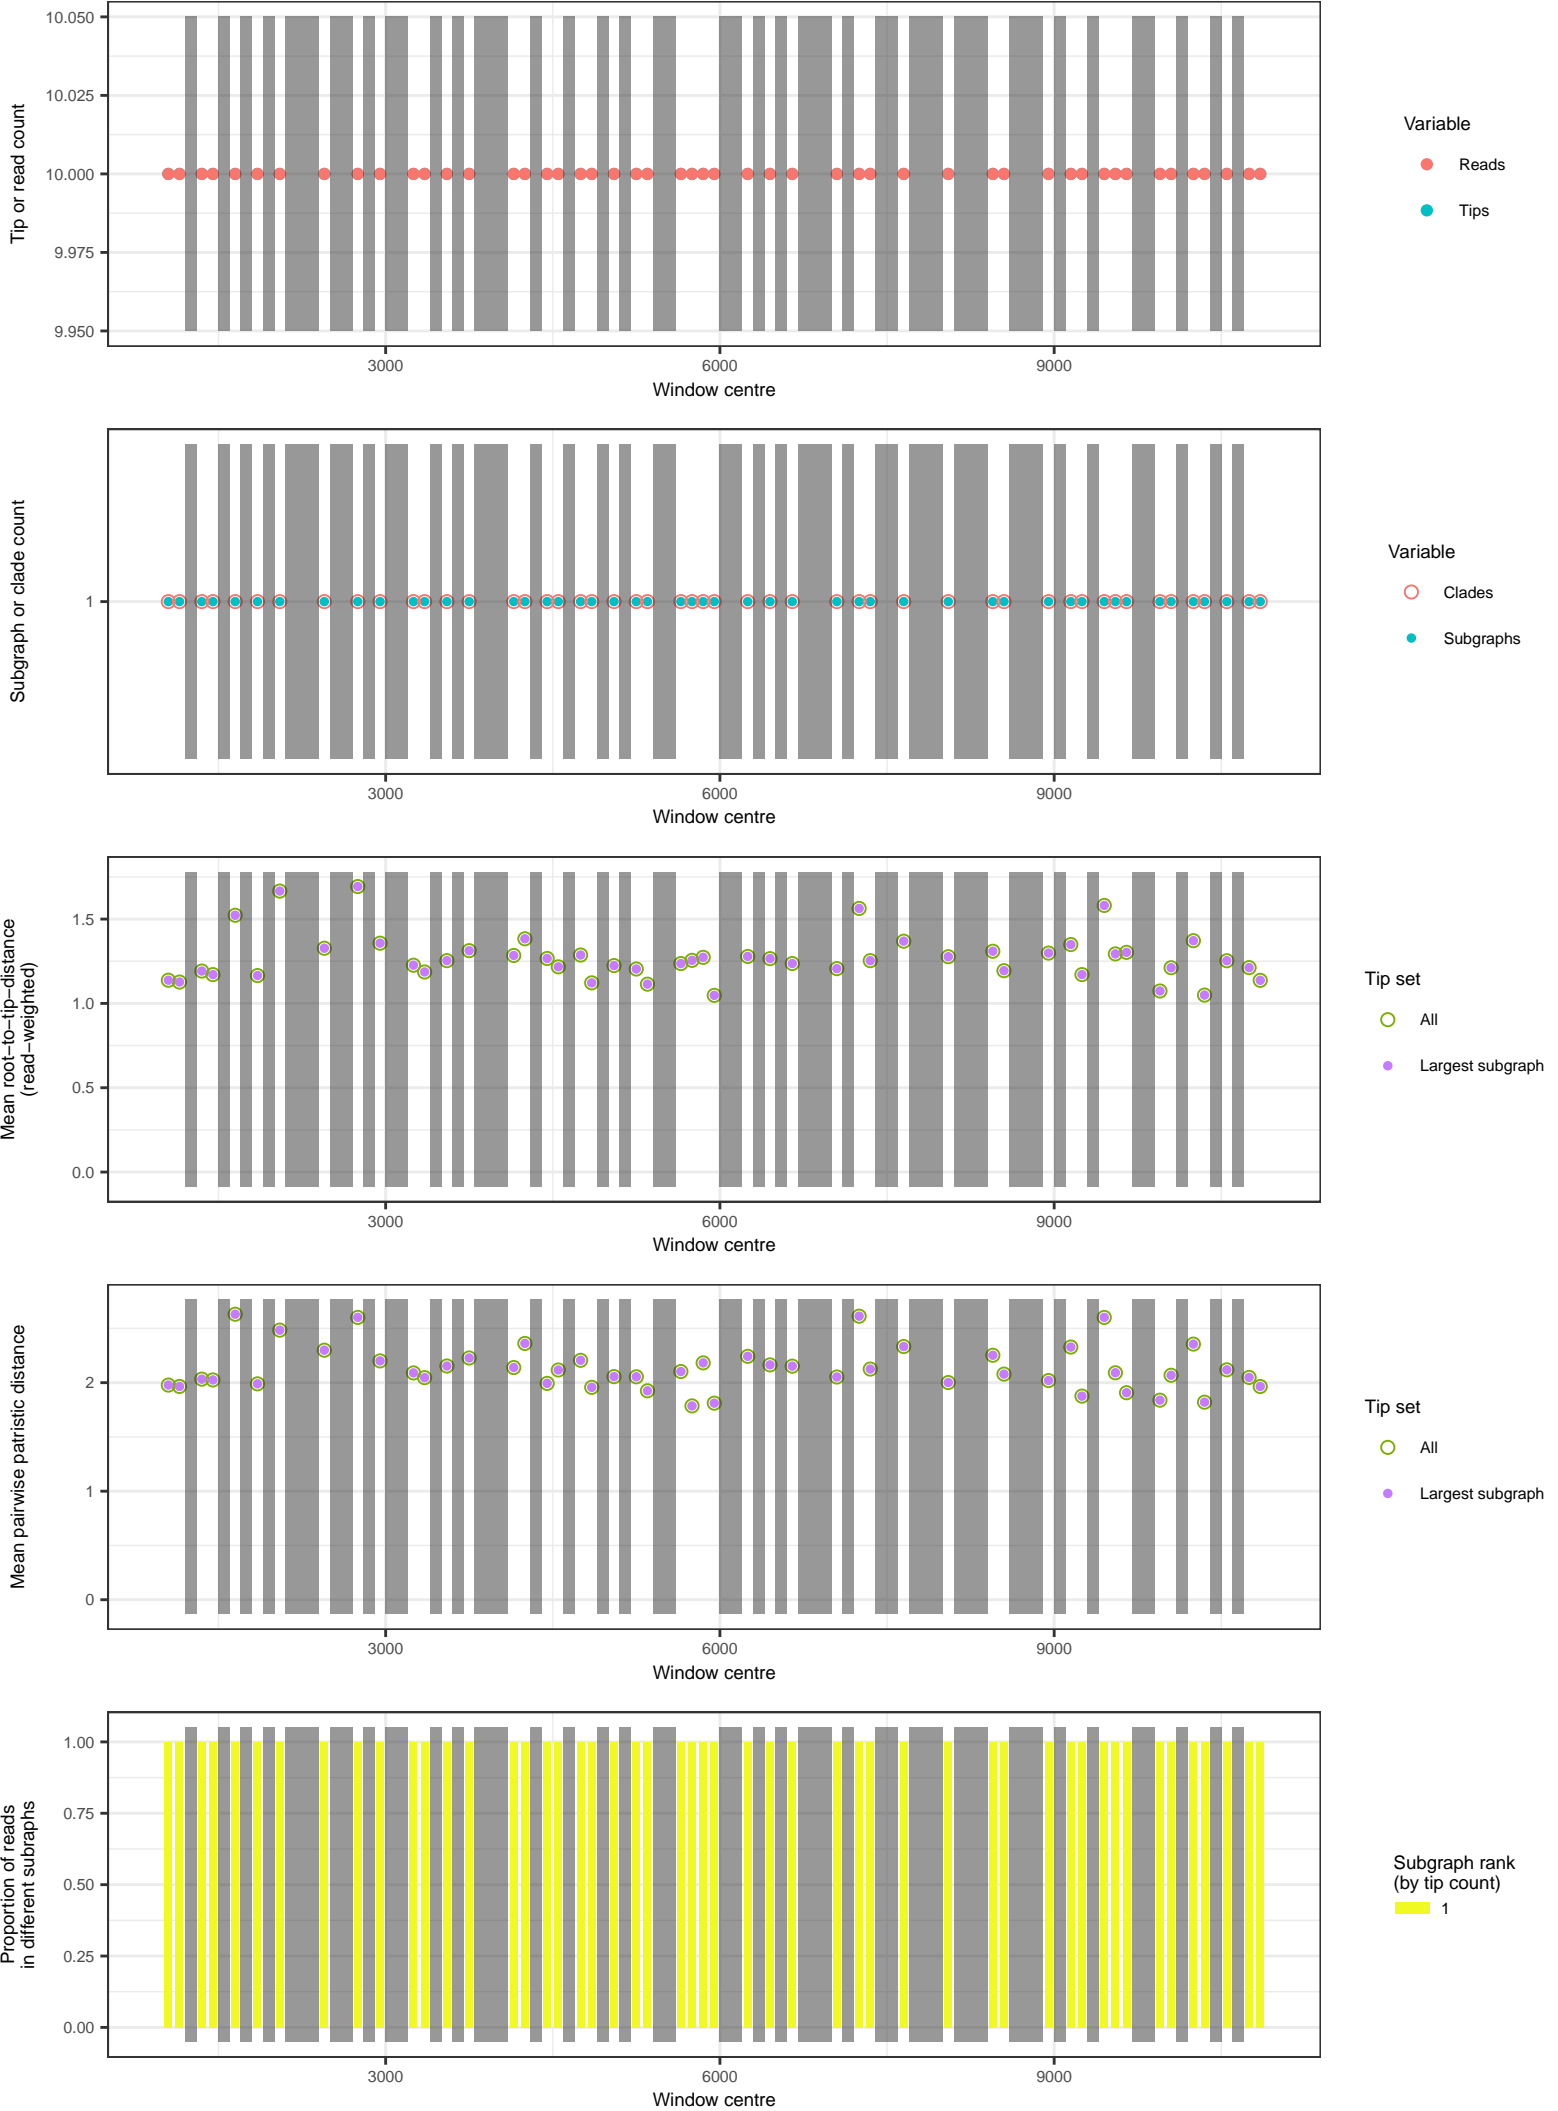 10.050
10.025
10.000
9.975
9.950
Tip or read count
3000
6000
9000
Window centre
Variable
Reads
Tips
1
Subgraph or clade count
3000
6000
9000
Window centre
Variable
Clades
Subgraphs
1.5
1.0
0.5
0.0
Mean root−to−tip−distance
(read−weighted)
3000
6000
9000
Window centre
Tip set
All
Largest subgraph
2
1
0
Mean pairwise patristic distance
3000
6000
9000
Window centre
Tip set
All
Largest subgraph
1.00
0.75
0.50
0.25
0.00
Proportion of reads
in different subraphs
3000
6000
9000
Window centre
Subgraph rank
(by tip count)
1